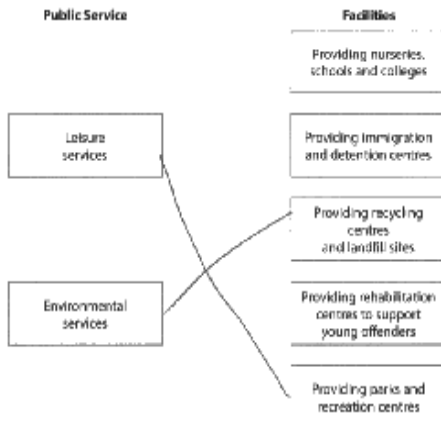 Public Service
Facilities
Providing nurseries,
schools and colleges
Leisure
services
Providing immigration
and detention centres
Providing recycling
centres
and landfill sites
Environmental
services
Providing rehabilitation
centres to support
young offenders
Providing parks and
recreation centres